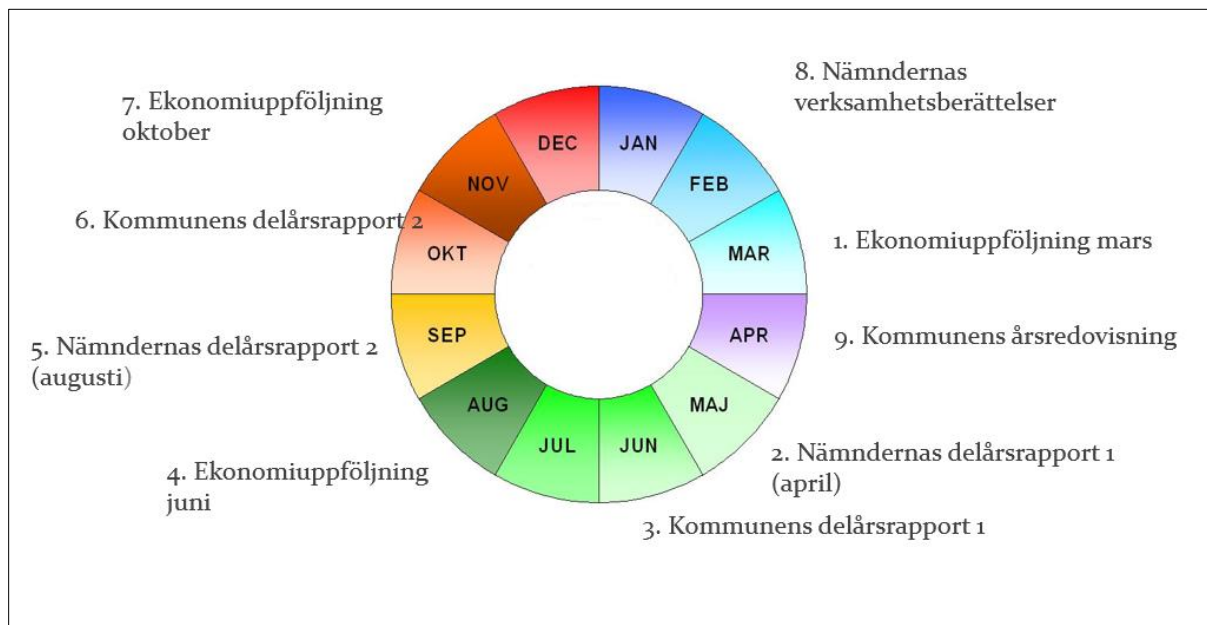 8. Nämndernas
verksamhetsberättelser
7. Ekonomiuppföljning
oktober
DEC
JAN
NOV
FEB
6. Kommunens delårsrapport 2
1. Ekonomiuppföljning mars
OKT
MAR
5. Nämndernas delårsrapport 2
(augusti)
SEP
APR
9. Kommunens årsredovisning
AUG
MAJ
JUL
JUN
4. Ekonomiuppföljning
juni
2. Nämndernas delårsrapport 1
(april)
3. Kommunens delårsrapport 1